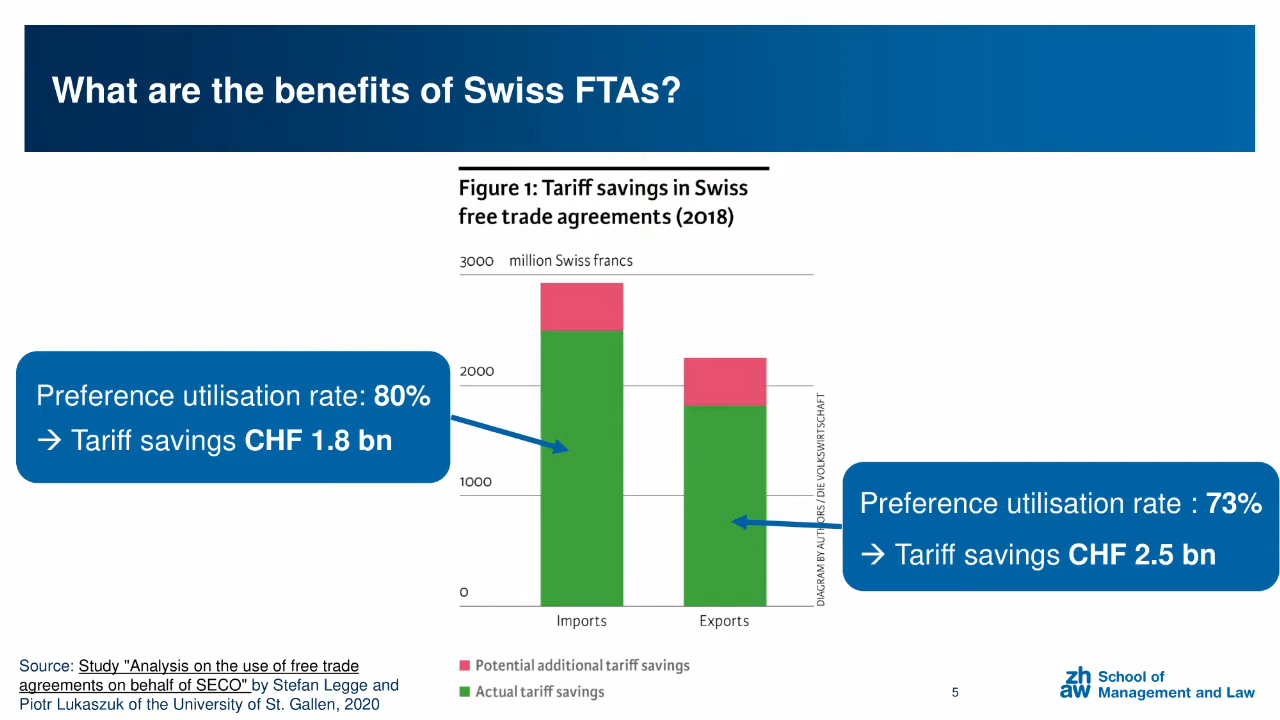 What are the benefits of Swiss FTAs?
Figure 1: Tariff savings in Swiss
free trade agreements (2018)
3000 million Swiss francs
2000
1000
0
Imports Exports
DIAGRAM BY AUTHORS / DIE VOLKSWIRTSCHAFT
Preference utilisation rate: 80%
→ Tariff savings CHF 1.8 bn
Preference utilisation rate : 73%
→ Tariff savings CHF 2.5 bn
Potential additional tariff savings
Actual tariff savings
Source: Study "Analysis on the use of free trade
agreements on behalf of SECO" by Stefan Legge and
Piotr Lukaszuk of the University of St. Gallen, 2020
5
zh School of
aw Management and Law